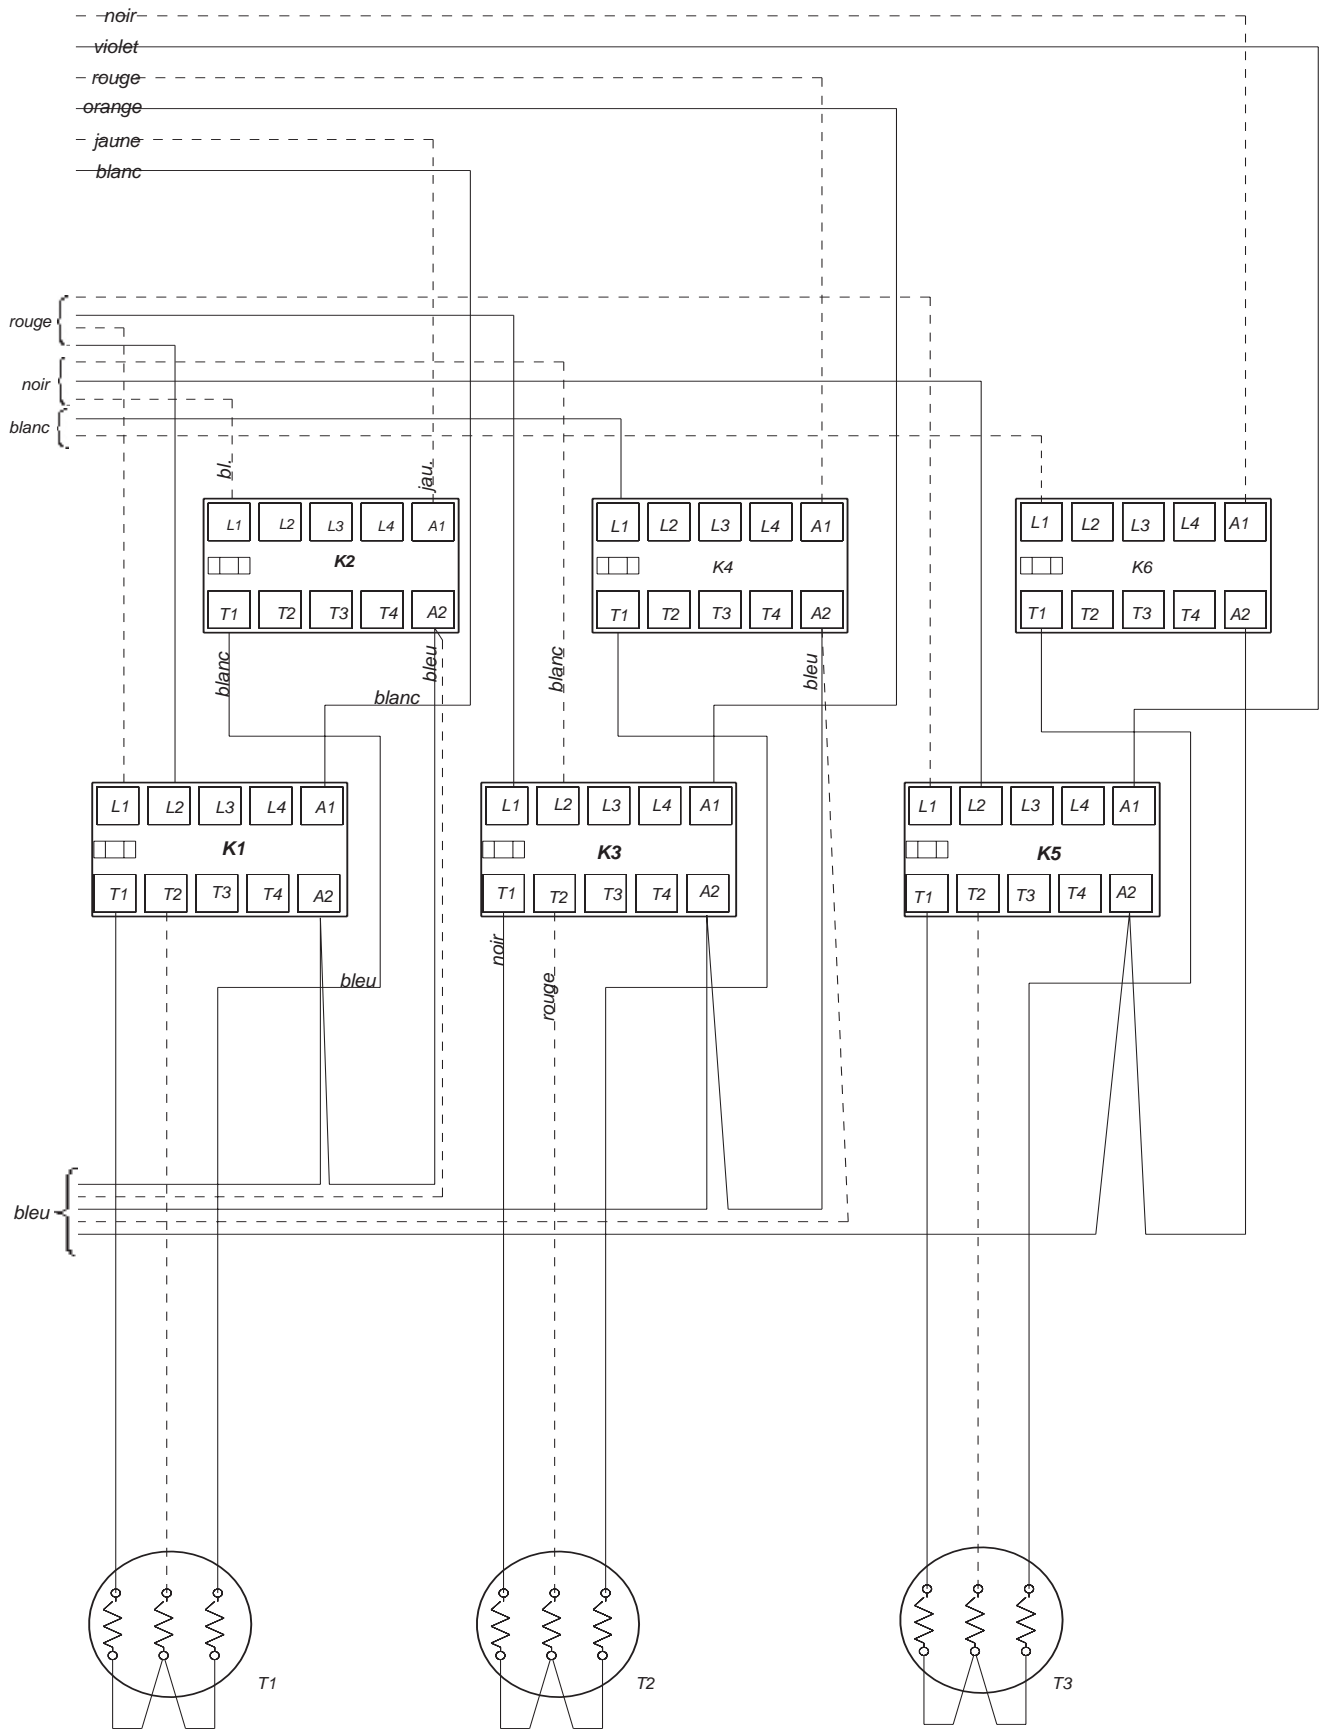 noir
violet
rouge
orange
jaune
blanc
rouge
noir
blanc
bl.
jau.
L1 L2 L3 L4 A1
K2
T1 T2 T3 T4 A2
L1 L2 L3 L4 A1
K4
T1 T2 T3 T4 A2
L1 L2 L3 L4 A1
K6
T1 T2 T3 T4 A2
blanc
bleu
blanc
blanc
bleu
L1 L2 L3 L4 A1
K1
T1 T2 T3 T4 A2
L1 L2 L3 L4 A1
K3
T1 T2 T3 T4 A2
L1 L2 L3 L4 A1
K5
T1 T2 T3 T4 A2
bleu
noir
rouge
bleu
T1
T2
T3